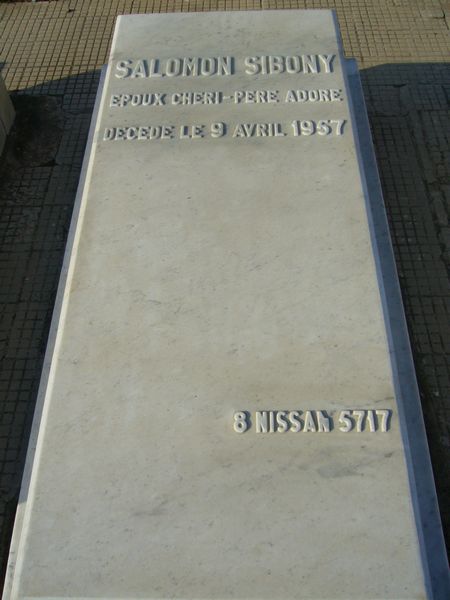 SALOMON SIBONY
EPOUX CHERI-PERE ADORE
DECEDE LE 9 AVRIL 1957
8 NISSAN 5717